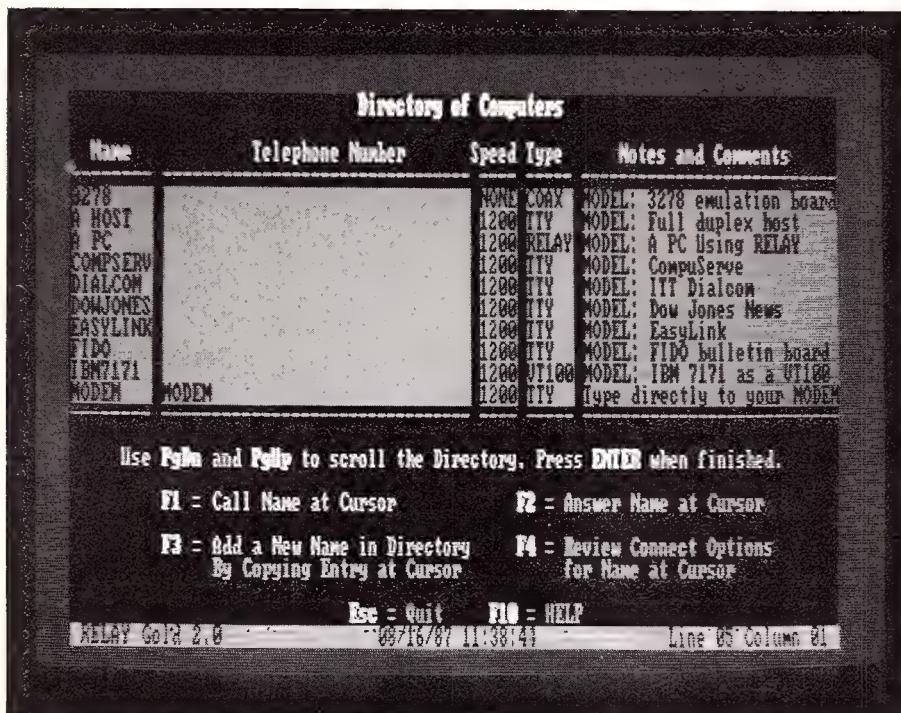 Directory of Computers
Name Telephone Number Speed Type Notes and Comments
3278 NONE COAX MODEL: 3278 emulation board
A HOST 1200 TTY MODEL: Full duplex host
A PC 1200 RELAY MODEL: A PC Using RELAY
COMPSERV 1200 TTY MODEL: CompuServe
DIALCOM 1200 TTY MODEL: ITT Dialcom
DOWJONES 1200 TTY MODEL: Dow Jones News
EASYLINK 1200 TTY MODEL: EasyLink
FIDO 1200 TTY MODEL: FIDO bulletin board
IBM7171 1200 VT100 MODEL: IBM 7171 as a VT100
MODEM MODEM 1200 TTY Type directly to your MODEM
Use PgDn and PgUp to scroll the Directory. Press ENTER when finished.
F1 = Call Name at Cursor F2 = Answer Name at Cursor
F3 = Add a New Name in Directory F4 = Review Connect Options
By Copying Entry at Cursor for Name at Cursor
Esc = Quit F10 = HELP
RELAY Gold 2.0 09/16/87 11:38:41 Line 05 Column 01